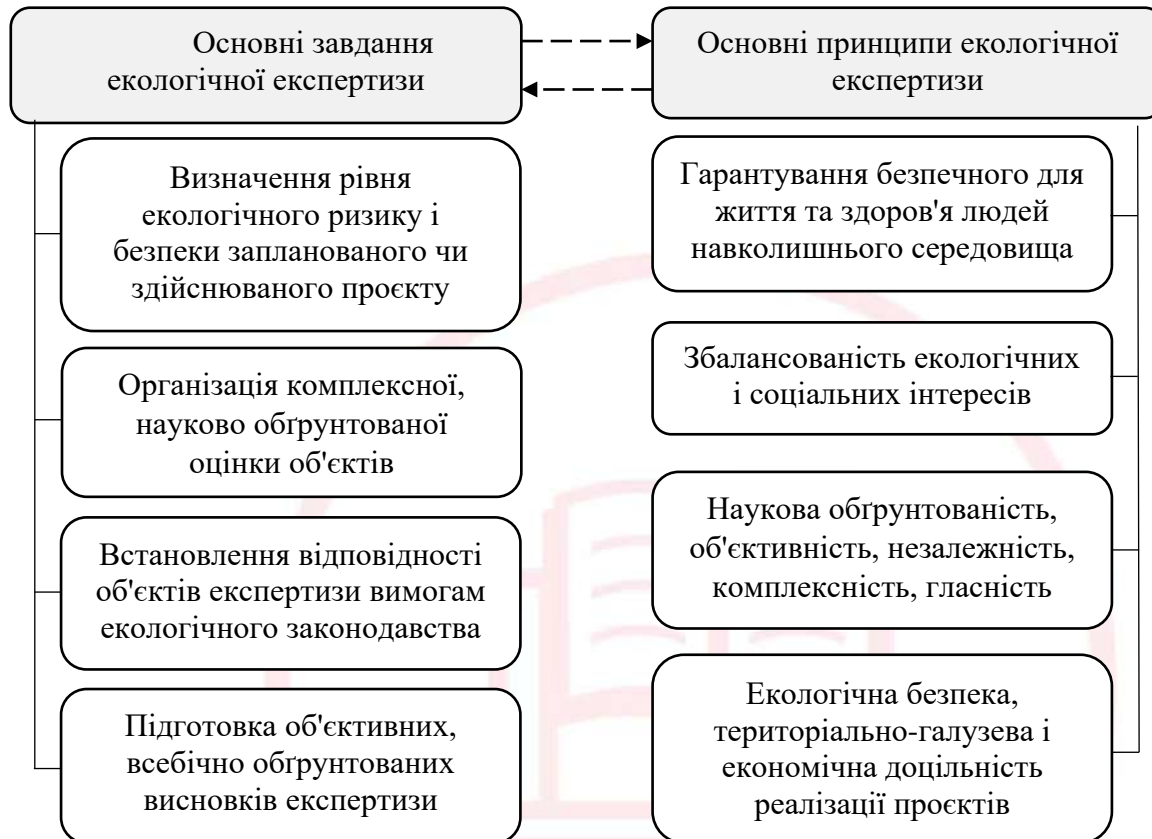 Основні завдання
екологічної експертизи
Основні принципи екологічної
експертизи
Визначення рівня
екологічного ризику і
безпеки запланованого чи
здійснюваного проєкту
Організація комплексної,
науково обґрунтованої
оцінки об'єктів
Встановлення відповідності
об'єктів експертизи вимогам
екологічного законодавства
Підготовка об'єктивних,
всебічно обґрунтованих
висновків експертизи
Гарантування безпечного для
життя та здоров'я людей
навколишнього середовища
Збалансованість екологічних
і соціальних інтересів
Наукова обґрунтованість,
об'єктивність, незалежність,
комплексність, гласність
Екологічна безпека,
територіально-галузева і
економічна доцільність
реалізації проєктів